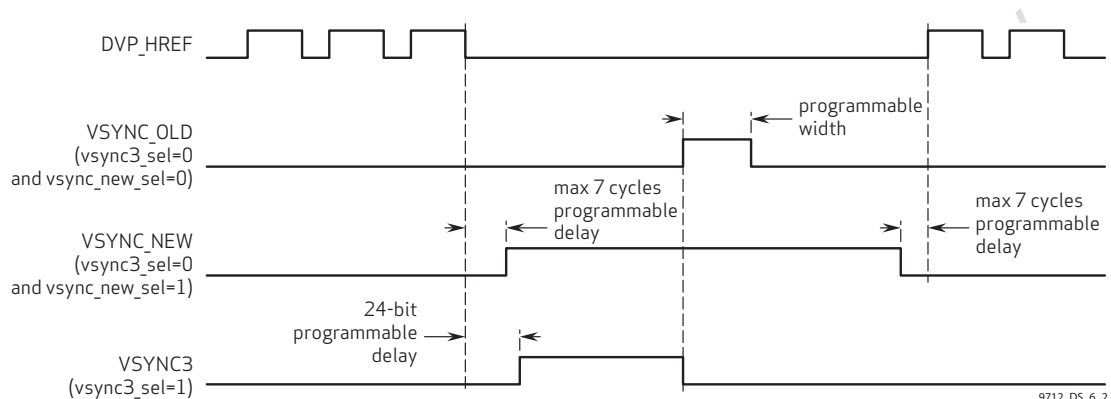 DVP_HREF
VSYNC_OLD
(vsync3_sel=0
and vsync_new_sel=0)
programmable
width
VSYNC_NEW
(vsync3_sel=0
and vsync_new_sel=1)
max 7 cycles
programmable
delay
max 7 cycles
programmable
delay
VSYNC3
(vsync3_sel=1)
24-bit
programmable
delay
9712_DS_6_2